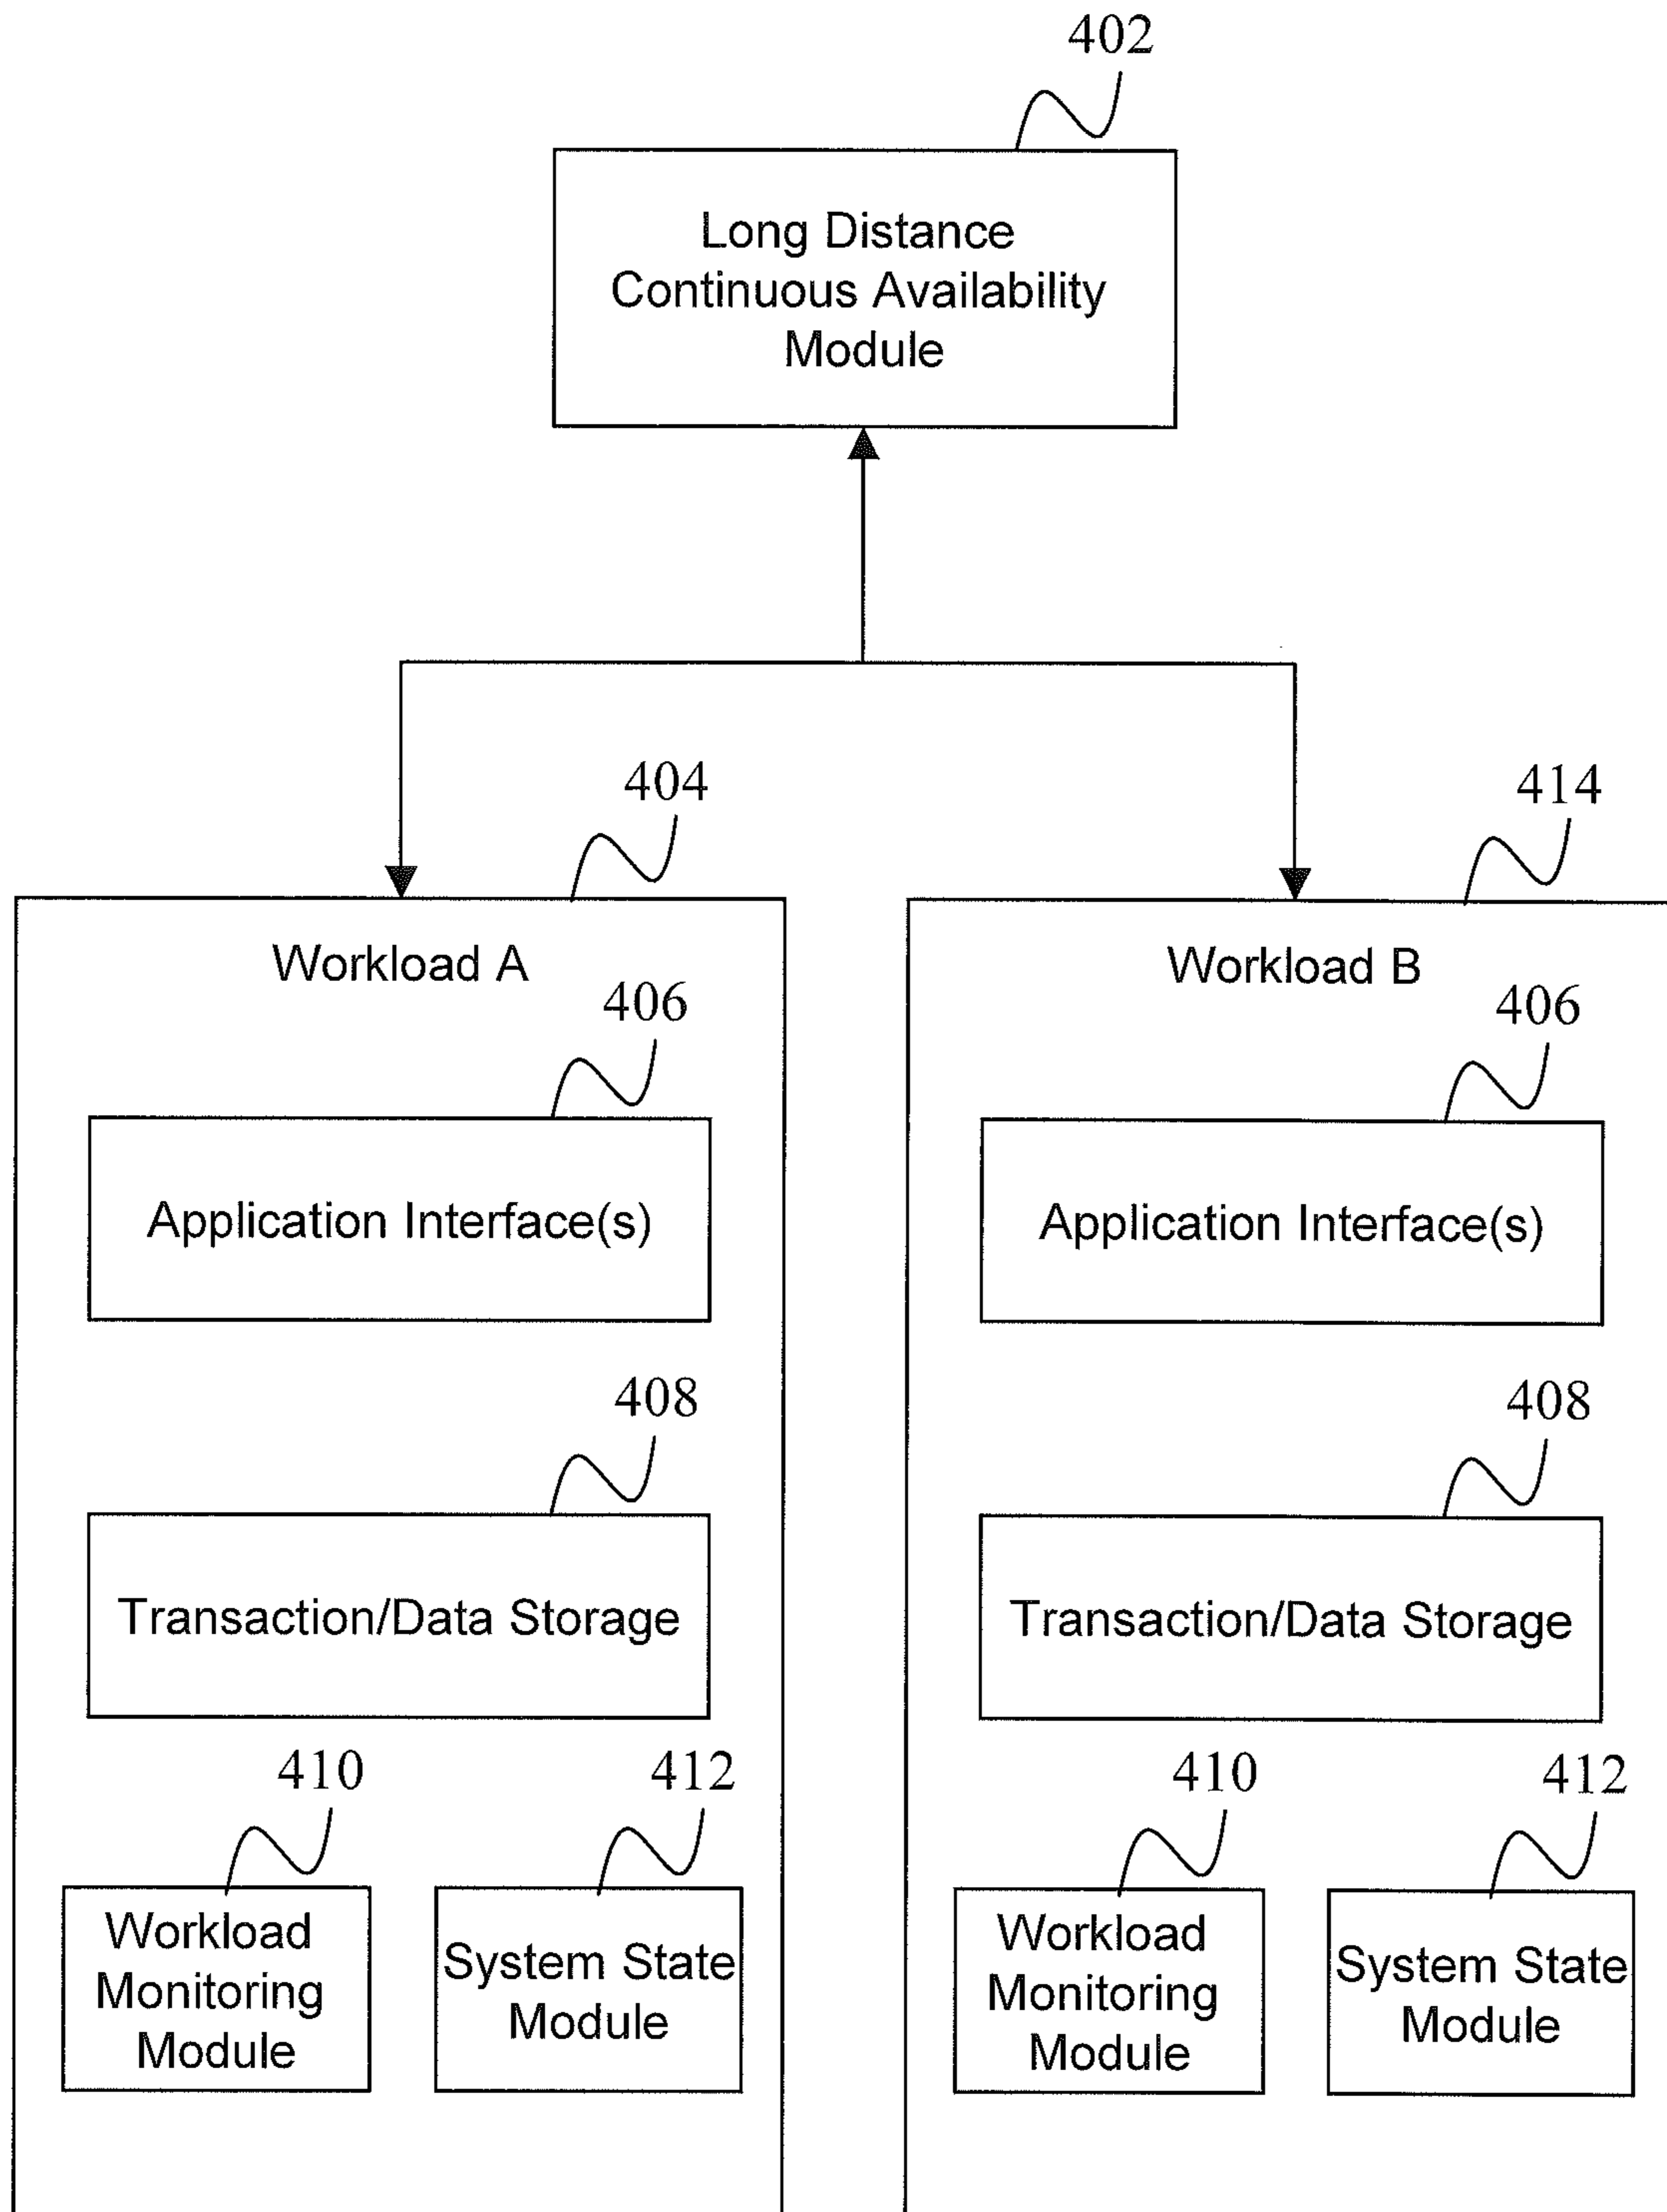 402
Long Distance
Continuous Availability
Module
404
Workload A
406
Application Interface(s)
408
Transaction/Data Storage
410
Workload
Monitoring
Module
412
System State
Module
414
Workload B
406
Application Interface(s)
408
Transaction/Data Storage
410
Workload
Monitoring
Module
412
System State
Module